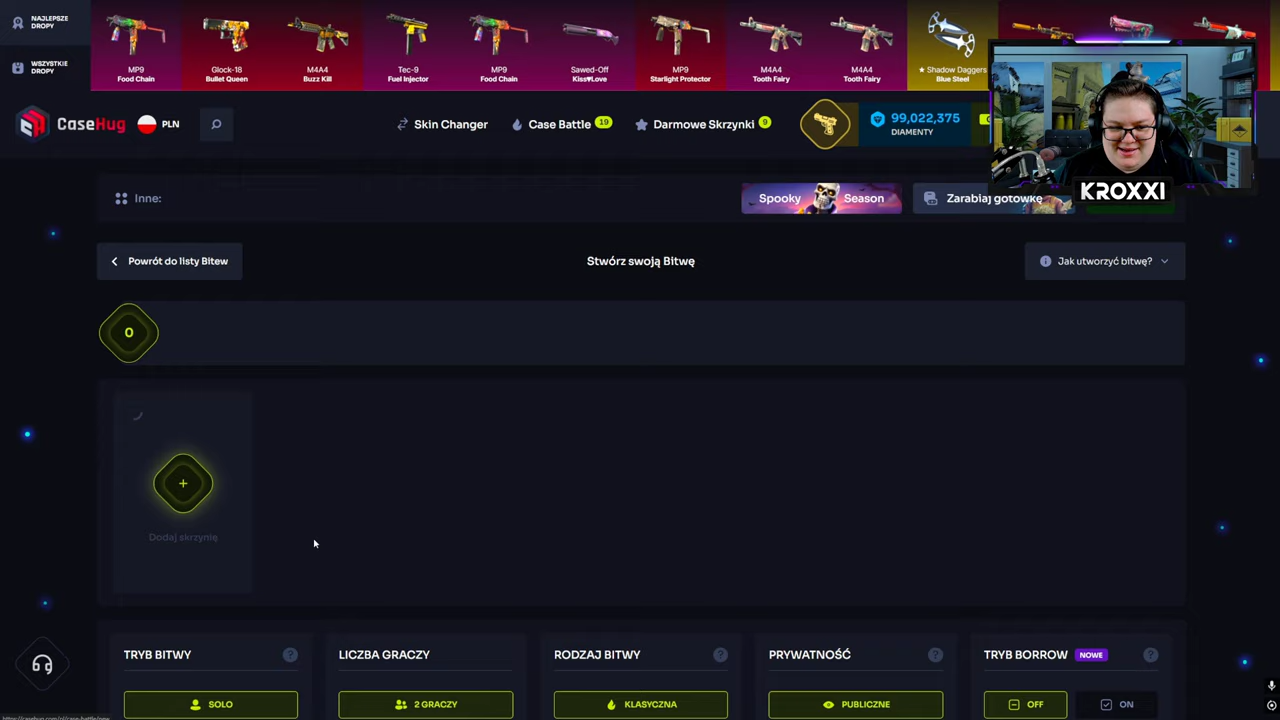 NAJLEPSZE
DROPY
WSZYSTKIE
DROPY
MP9
Food Chain
Glock-18
Bullet Queen
M4A4
Buzz Kill
Tec-9
Fuel Injector
MP9
Food Chain
Sawed-Off
Kiss♥Love
MP9
Starlight Protector
M4A4
Tooth Fairy
M4A4
Tooth Fairy
★ Shadow Daggers
Blue Steel
CaseHug
PLN
Skin Changer
Case Battle 19
Darmowe Skrzynki 9
99,022,375
DIAMENTY
KROXXI
Inne:
Spooky Season
Zarabiaj gotówkę
Powrót do listy Bitew
Stwórz swoją Bitwę
Jak utworzyć bitwę?
0
Dodaj skrzynię
TRYB BITWY ?
LICZBA GRACZY
RODZAJ BITWY ?
PRYWATNOŚĆ ?
TRYB BORROW NOWE ?
SOLO
2 GRACZY
KLASYCZNA
PUBLICZNE
OFF
ON